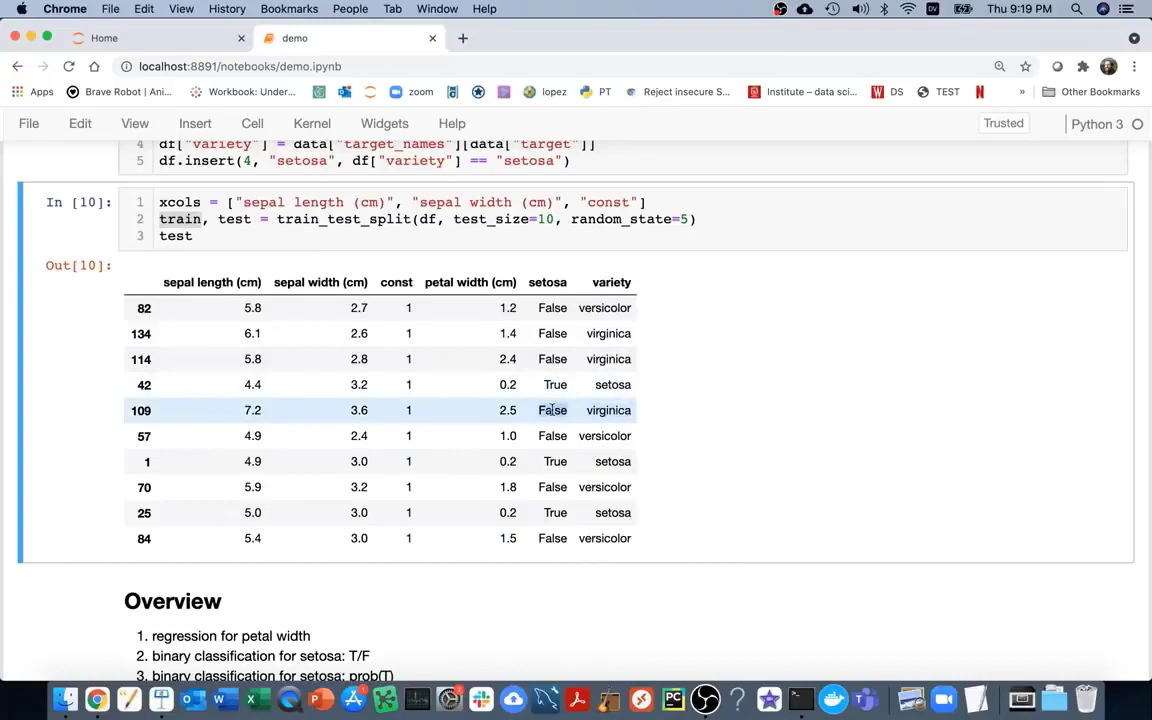 Chrome File Edit View History Bookmarks People Tab Window Help Thu 9:19 PM
Home demo
localhost:8891/notebooks/demo.ipynb
Apps Brave Robot | Ani... Workbook: Under... zoom lopez PT Reject insecure S... Institute – data sci... DS TEST » Other Bookmarks
File Edit View Insert Cell Kernel Widgets Help Trusted Python 3
4 df["variety"] = data["target_names"][data["target"]]
5 df.insert(4, "setosa", df["variety"] == "setosa")
In [10]: 1 xcols = ["sepal length (cm)", "sepal width (cm)", "const"]
2 train, test = train_test_split(df, test_size=10, random_state=5)
3 test
Out[10]:
sepal length (cm) sepal width (cm) const petal width (cm) setosa variety
82 5.8 2.7 1 1.2 False versicolor
134 6.1 2.6 1 1.4 False virginica
114 5.8 2.8 1 2.4 False virginica
42 4.4 3.2 1 0.2 True setosa
109 7.2 3.6 1 2.5 False virginica
57 4.9 2.4 1 1.0 False versicolor
1 4.9 3.0 1 0.2 True setosa
70 5.9 3.2 1 1.8 False versicolor
25 5.0 3.0 1 0.2 True setosa
84 5.4 3.0 1 1.5 False versicolor
Overview
1. regression for petal width
2. binary classification for setosa: T/F
3. binary classification for setosa: prob(T)